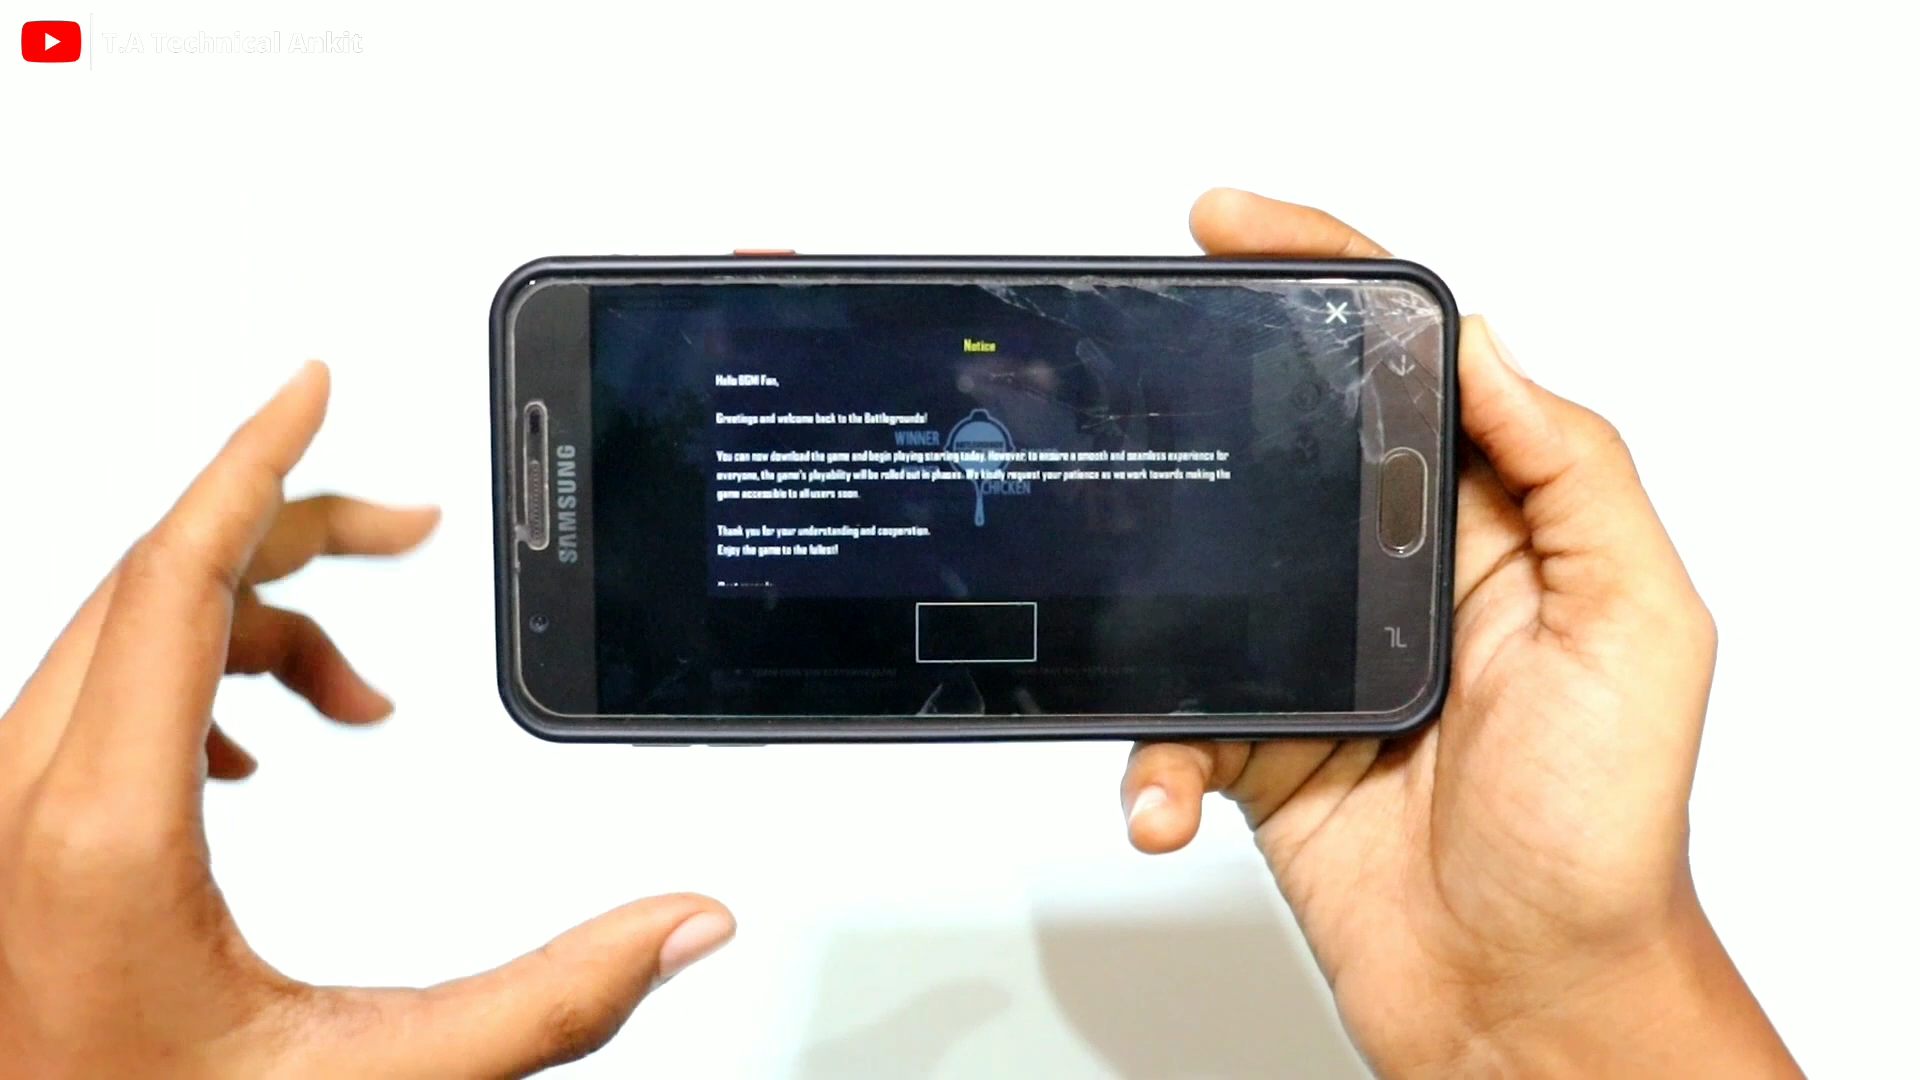 T.A Technical Ankit
SAMSUNG
Notice
Hello BGMI Fan,
Greetings and welcome back to the Battlegrounds!
WINNER
You can now download the game and begin playing starting today. However, to ensure a smooth and seamless experience for
everyone, the game's playability will be rolled out in phases. We kindly request your patience as we work towards making the
CHICKEN
game accessible to all users soon.
Thank you for your understanding and cooperation.
Enjoy the game to the fullest!